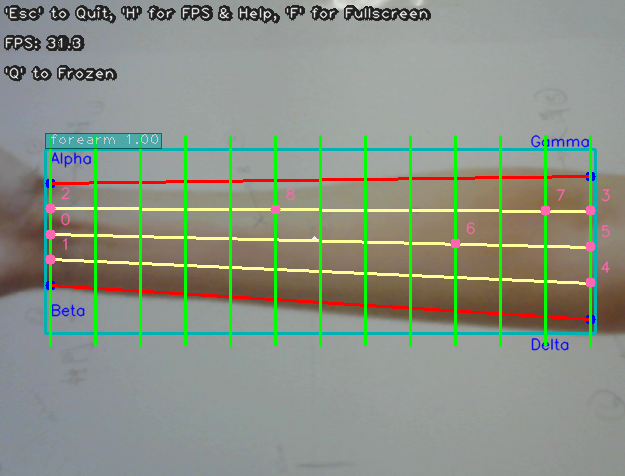 'Esc' to Quit, 'H' for FPS & Help, 'F' for Fullscreen
FPS: 31.3
'Q' to Frozen
forearm 1.00
Gamma
Alpha
2
8
7
3
0
6
5
1
4
Beta
Delta